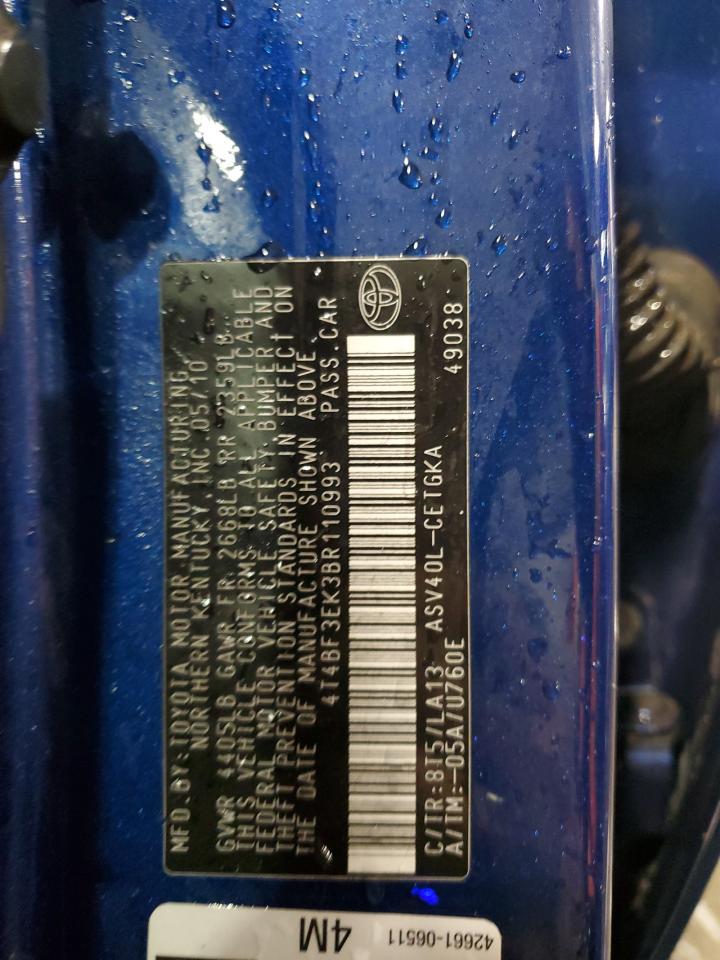 MFD.BY:TOYOTA MOTOR MANUFACTURING
NORTHERN KENTUCKY,INC 05/10
GVWR 4405LB GAWR FR 2668LB RR 2359LB
THIS VEHICLE CONFORMS TO ALL APPLICABLE
FEDERAL MOTOR VEHICLE SAFETY, BUMPER AND
THEFT PREVENTION STANDARDS IN EFFECT ON
THE DATE OF MANUFACTURE SHOWN ABOVE.
4T4BF3EK3BR110993 PASS.CAR
C/TR:8T5/LA13 ASV40L-CETGKA
A/TM:-05A/U760E 49038
4M
42661-06511